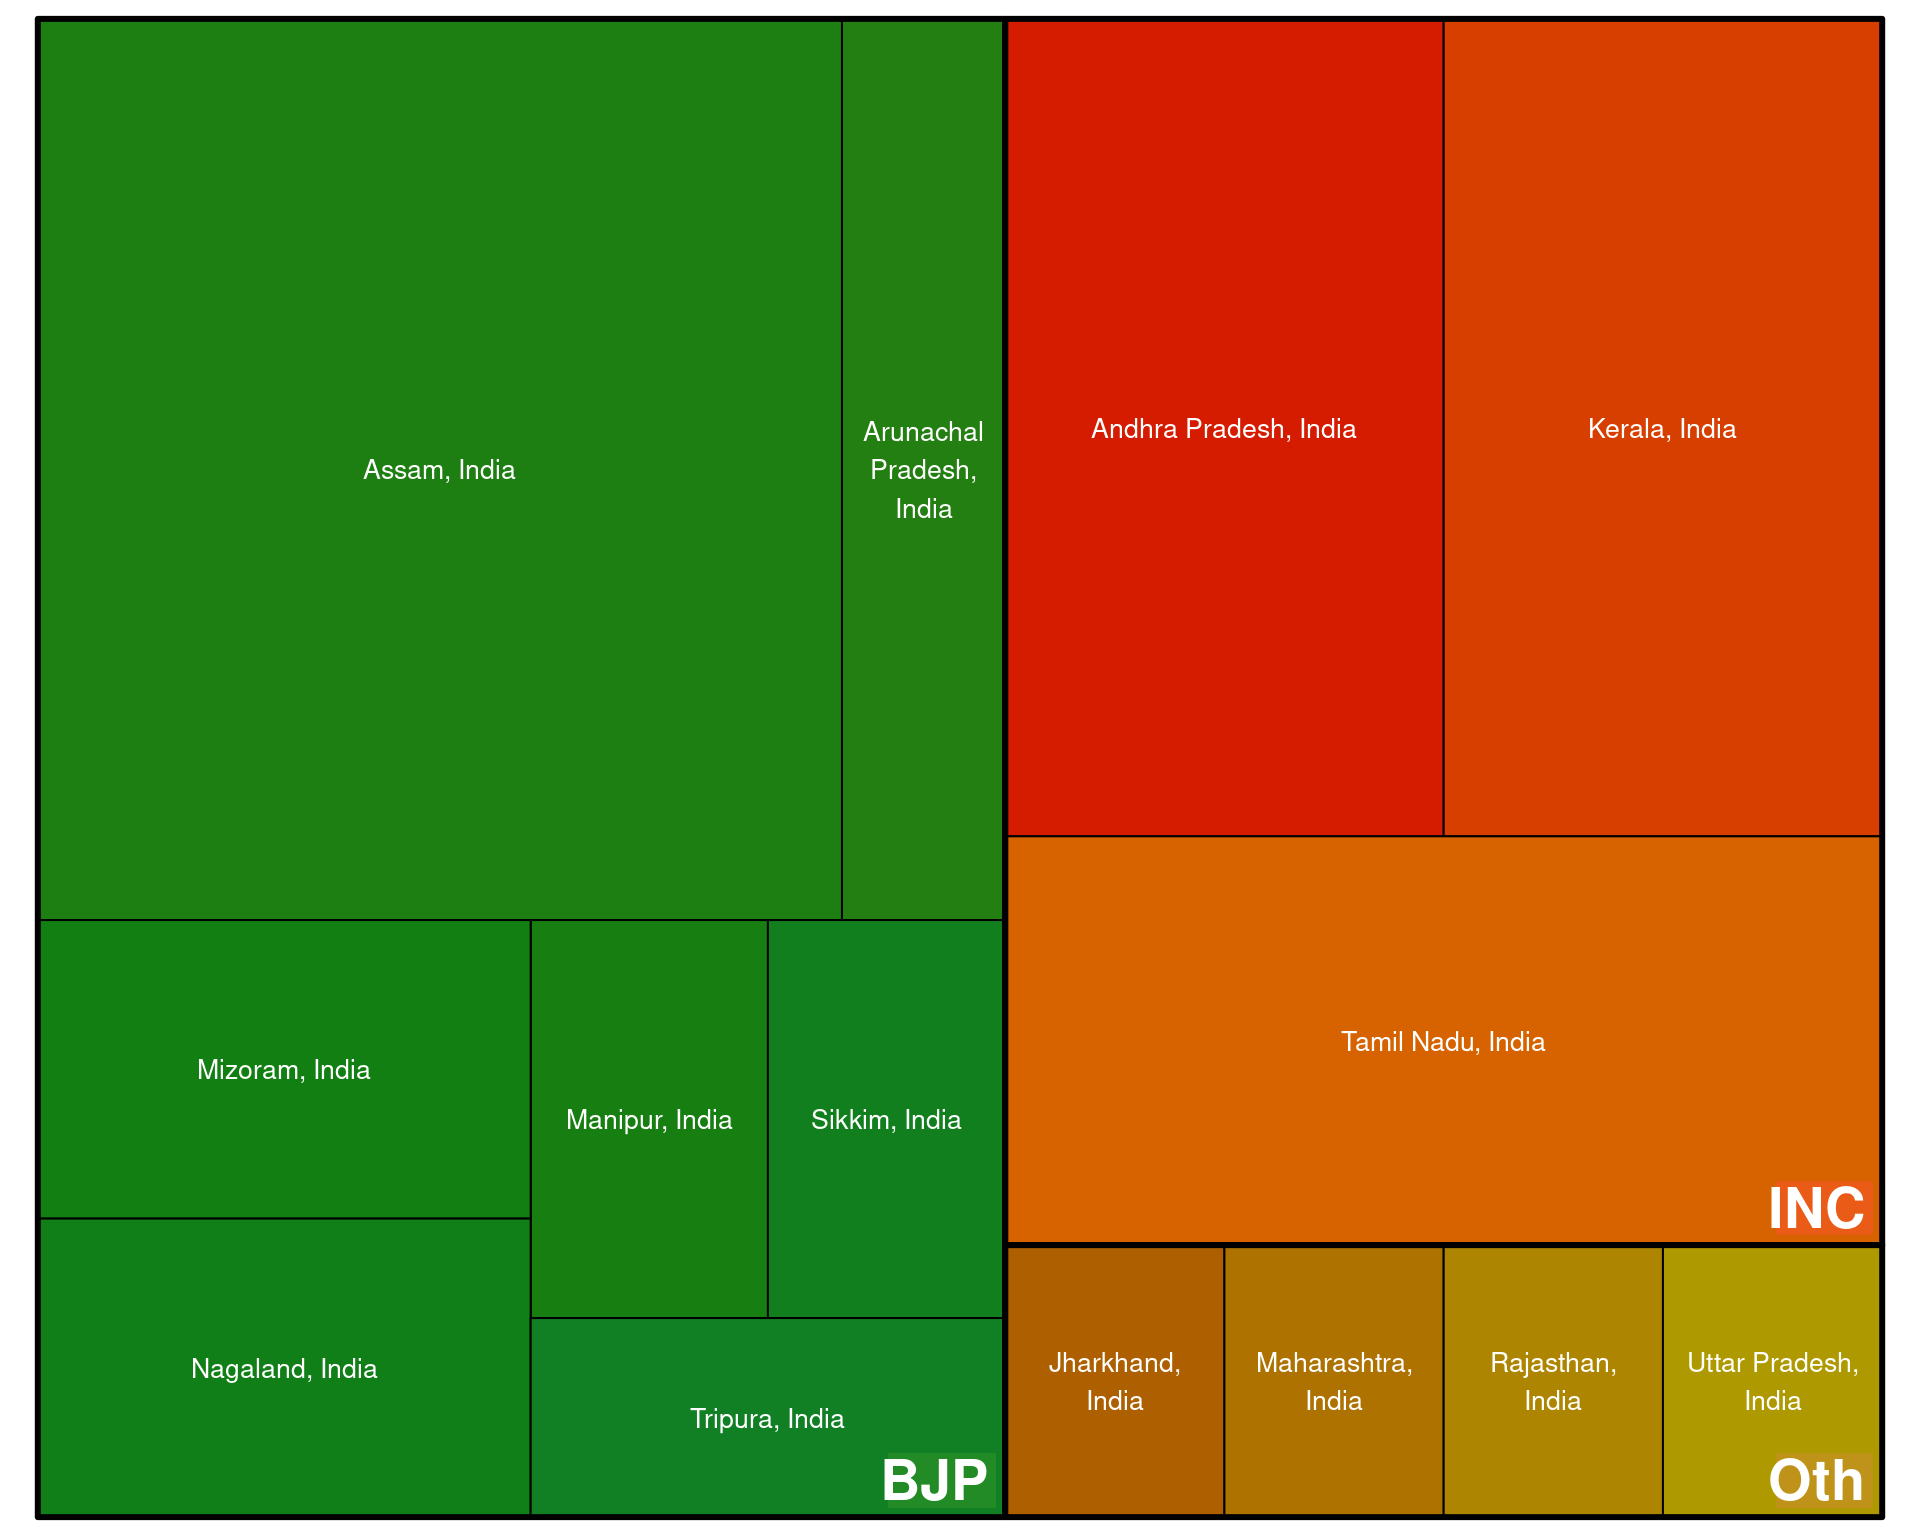 Assam, India
Arunachal
Pradesh,
India
Andhra Pradesh, India
Kerala, India
Mizoram, India
Manipur, India
Sikkim, India
Tamil Nadu, India
INC
Nagaland, India
Tripura, India
BJP
Jharkhand,
India
Maharashtra,
India
Rajasthan,
India
Uttar Pradesh,
India
Oth